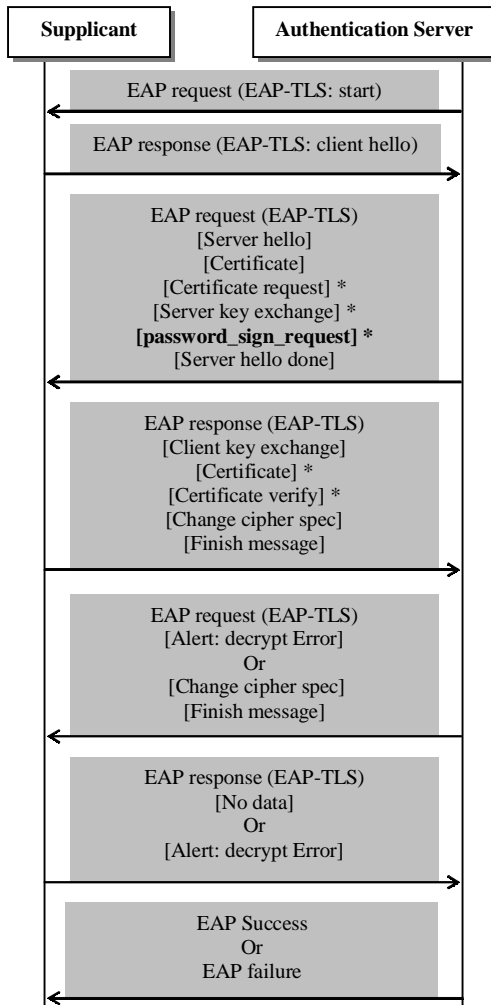 Supplicant
Authentication Server
EAP request (EAP-TLS: start)
EAP response (EAP-TLS: client hello)
EAP request (EAP-TLS)
[Server hello]
[Certificate]
[Certificate request] *
[Server key exchange] *
[password_sign_request] *
[Server hello done]
EAP response (EAP-TLS)
[Client key exchange]
[Certificate] *
[Certificate verify] *
[Change cipher spec]
[Finish message]
EAP request (EAP-TLS)
[Alert: decrypt Error]
Or
[Change cipher spec]
[Finish message]
EAP response (EAP-TLS)
[No data]
Or
[Alert: decrypt Error]
EAP Success
Or
EAP failure